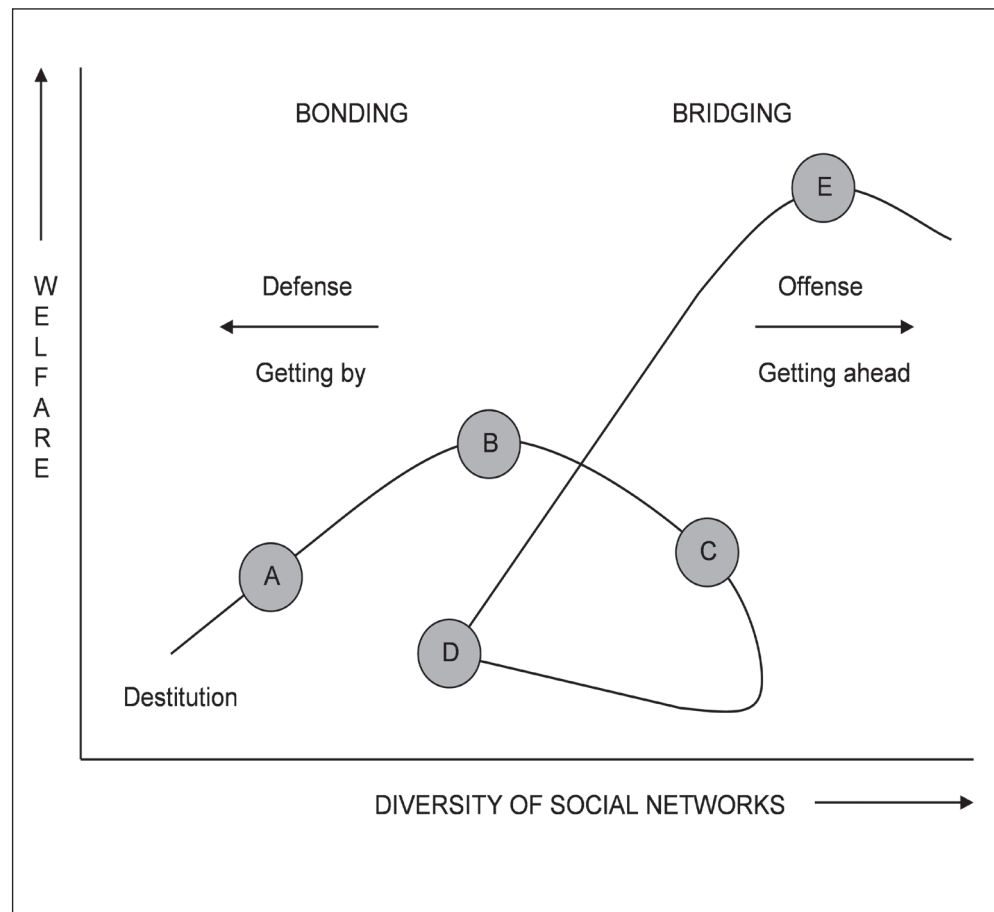 BONDING
BRIDGING
E
W
E
L
F
A
R
E
Defense
Getting by
Offense
Getting ahead
B
C
A
D
Destitution
DIVERSITY OF SOCIAL NETWORKS